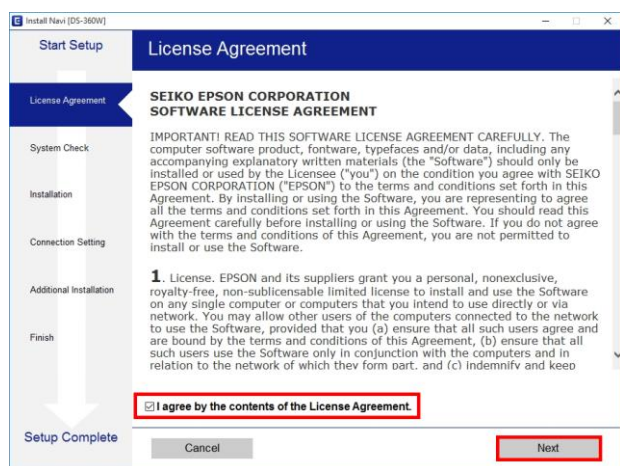 Install Navi [DS-360W]
Start Setup
License Agreement
System Check
Installation
Connection Setting
Additional Installation
Finish
Setup Complete
License Agreement
SEIKO EPSON CORPORATION
SOFTWARE LICENSE AGREEMENT
IMPORTANT! READ THIS SOFTWARE LICENSE AGREEMENT CAREFULLY. The
computer software product, fontware, typefaces and/or data, including any
accompanying explanatory written materials (the "Software") should only be
installed or used by the Licensee ("you") on the condition you agree with SEIKO
EPSON CORPORATION ("EPSON") to the terms and conditions set forth in this
Agreement. By installing or using the Software, you are representing to agree
all the terms and conditions set forth in this Agreement. You should read this
Agreement carefully before installing or using the Software. If you do not agree
with the terms and conditions of this Agreement, you are not permitted to
install or use the Software.
1. License. EPSON and its suppliers grant you a personal, nonexclusive,
royalty-free, non-sublicensable limited license to install and use the Software
on any single computer or computers that you intend to use directly or via
network. You may allow other users of the computers connected to the network
to use the Software, provided that you (a) ensure that all such users agree and
are bound by the terms and conditions of this Agreement, (b) ensure that all
such users use the Software only in conjunction with the computers and in
relation to the network of which they form part, and (c) indemnify and keep
I agree by the contents of the License Agreement.
Cancel
Next